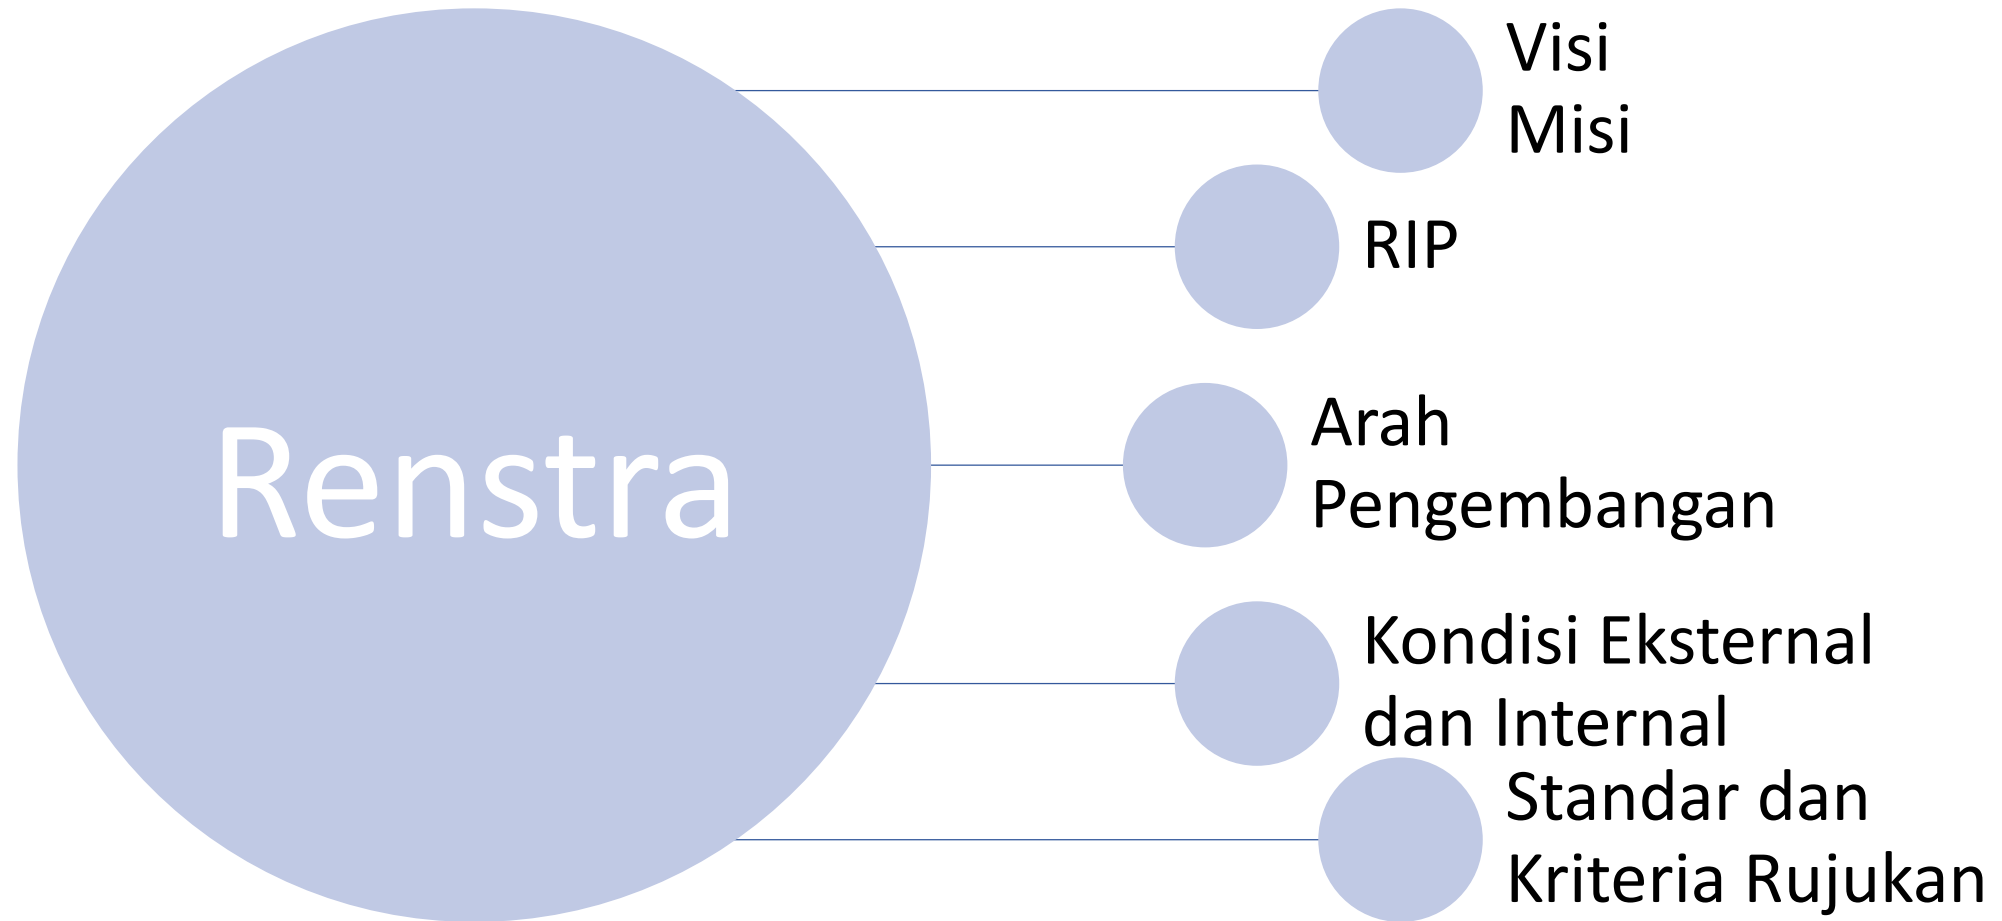 Renstra
Visi
Misi
RIP
Arah
Pengembangan
Kondisi Eksternal
dan Internal
Standar dan
Kriteria Rujukan